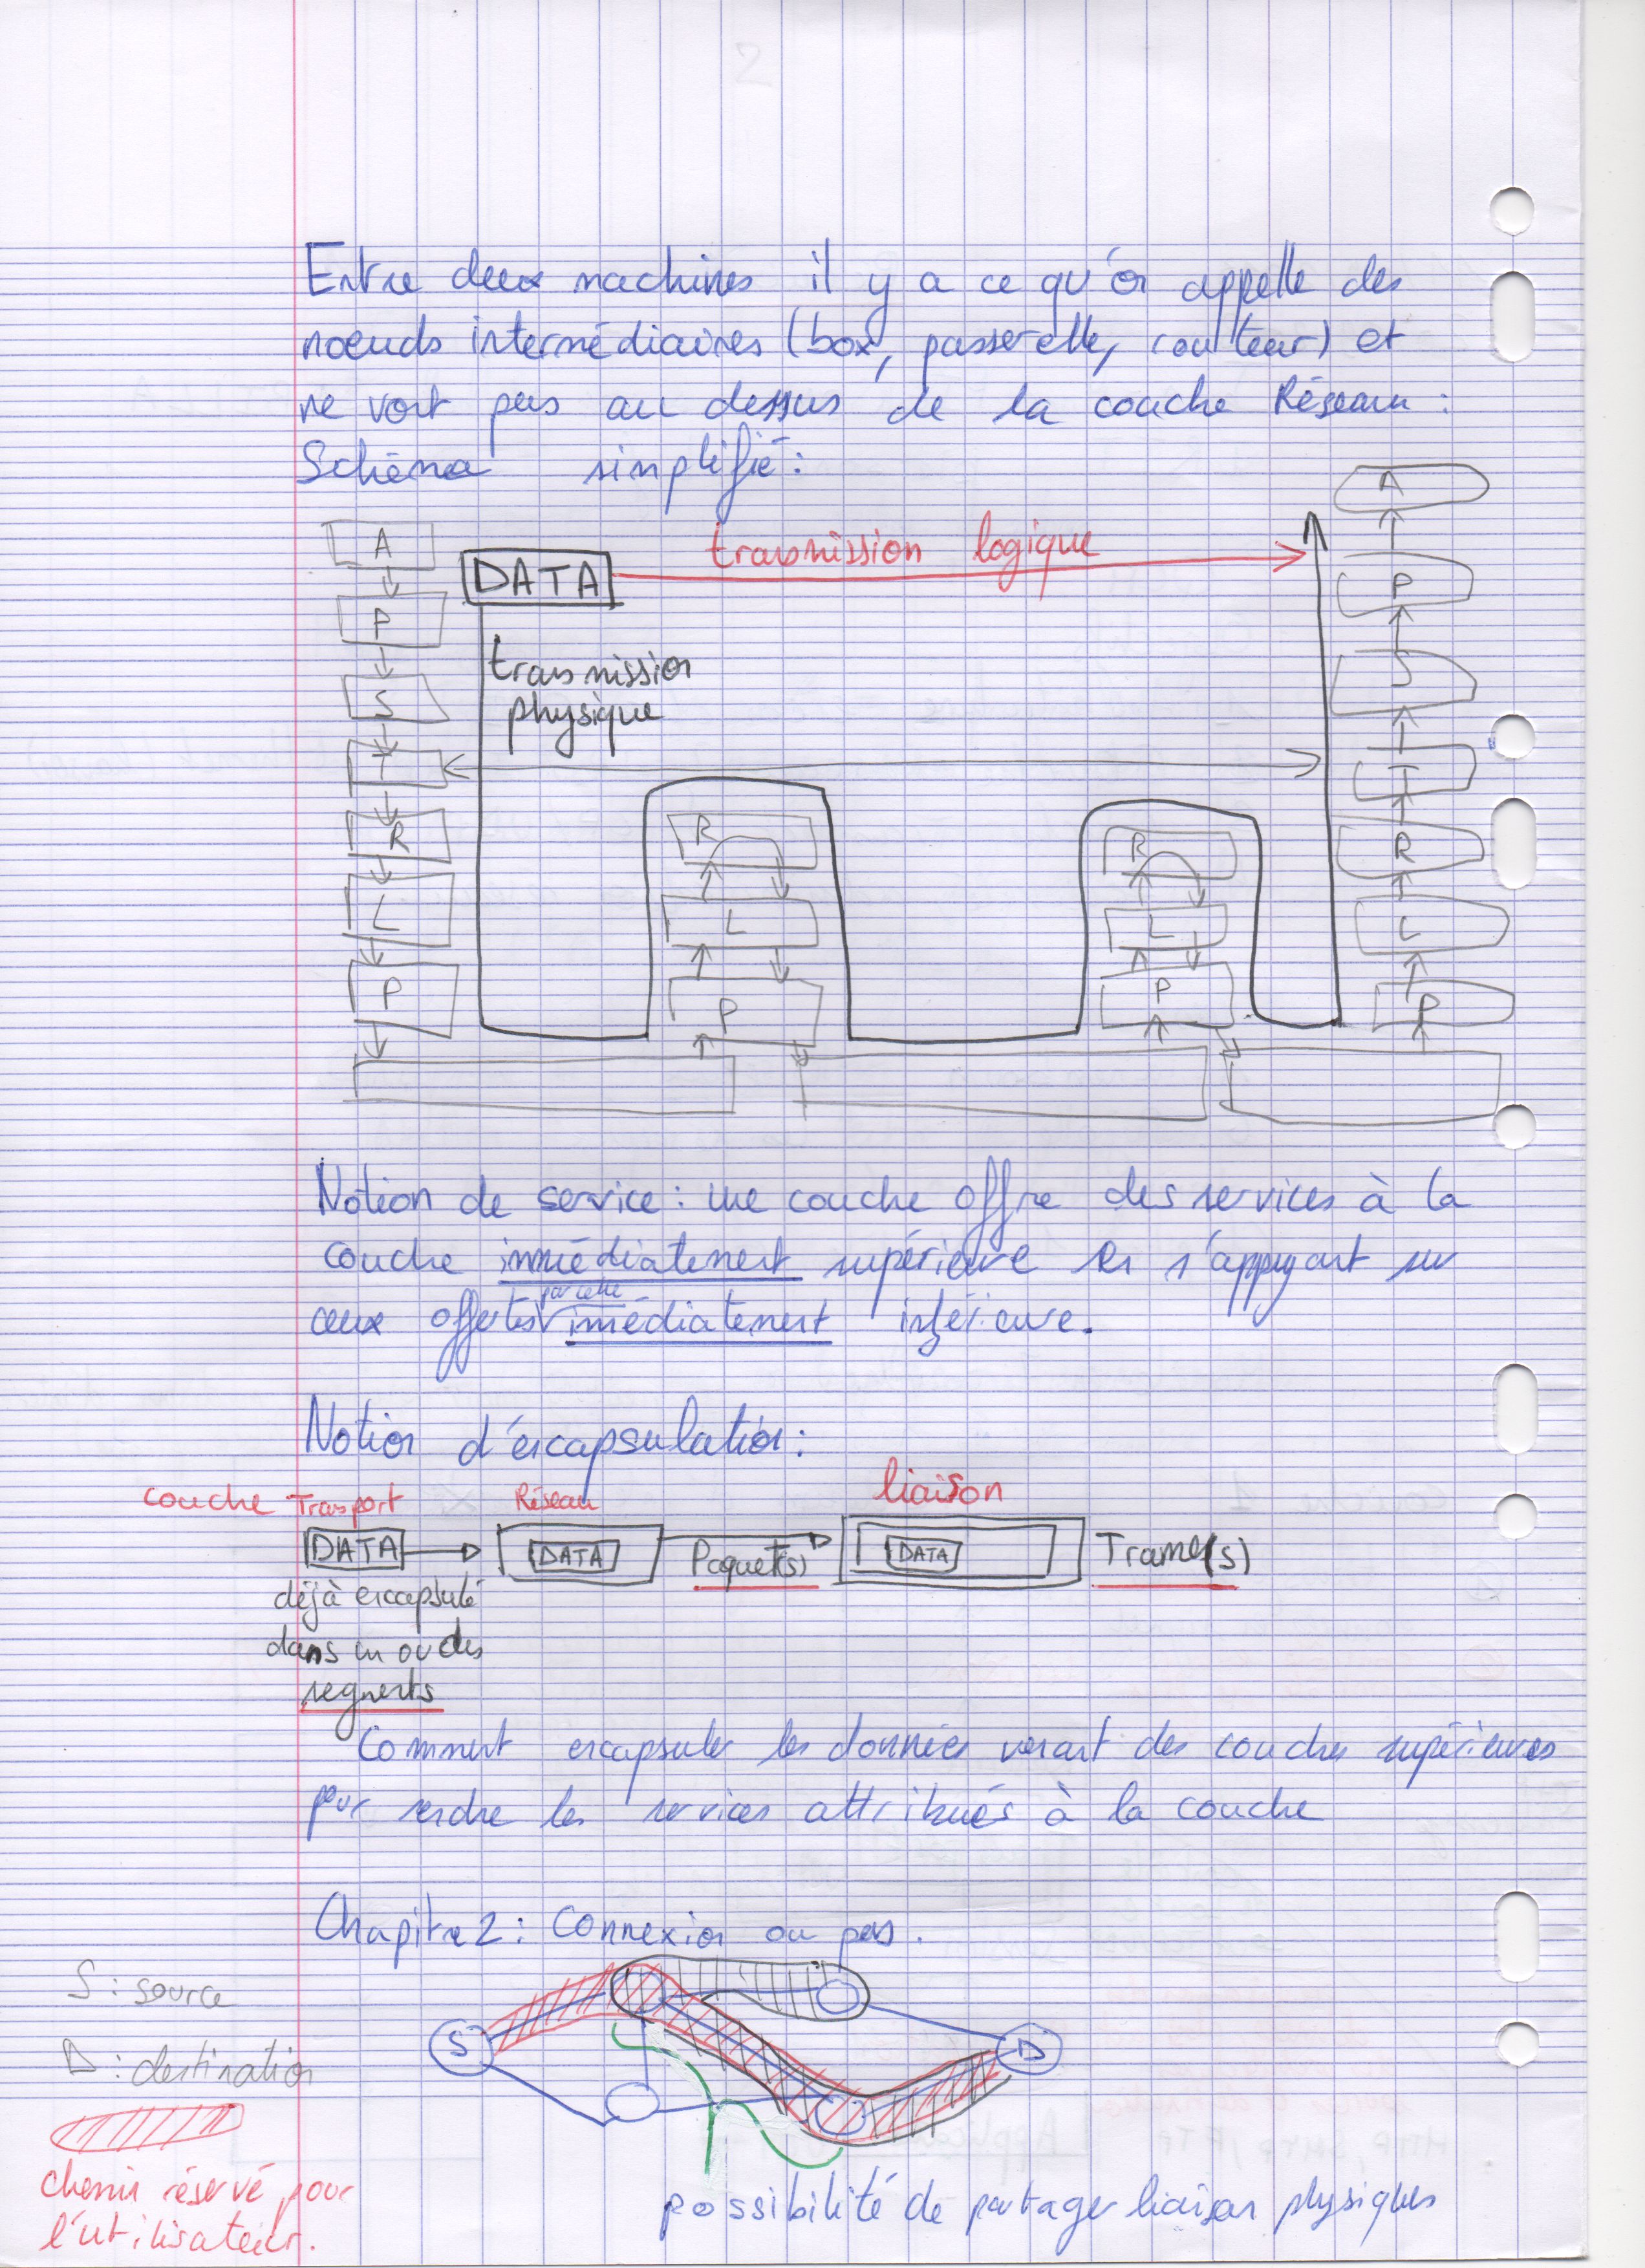 Entre deux machines il y a ce qu'on appelle des
noeuds intermédiaires (box, passerelle, routeur) et
ne vont pas au dessus de la couche Réseau :
Schéma simplifié :
A
A
transmission logique
DATA
P
P
transmission
physique
S
S
T
T
R
R
R
R
L
L
L
L
P
P
P
P
Notion de service : une couche offre des services à la
couche immédiatement supérieure en s'appuyant sur
par celle
ceux offertes immédiatement inférieure.
Notion d'encapsulation :
couche Transport Réseau liaison
DATA DATA Paquet(s) DATA Trame(s)
déjà encapsulé
dans un ou des
segments
Comment encapsuler les données venant des couches supérieures
pour rendre les services attribués à la couche
Chapitre 2 : Connexion ou pas.
S : source
S
D
D : destination
chemin réservé pour
l'utilisateur.
possibilité de partager liaison physiques